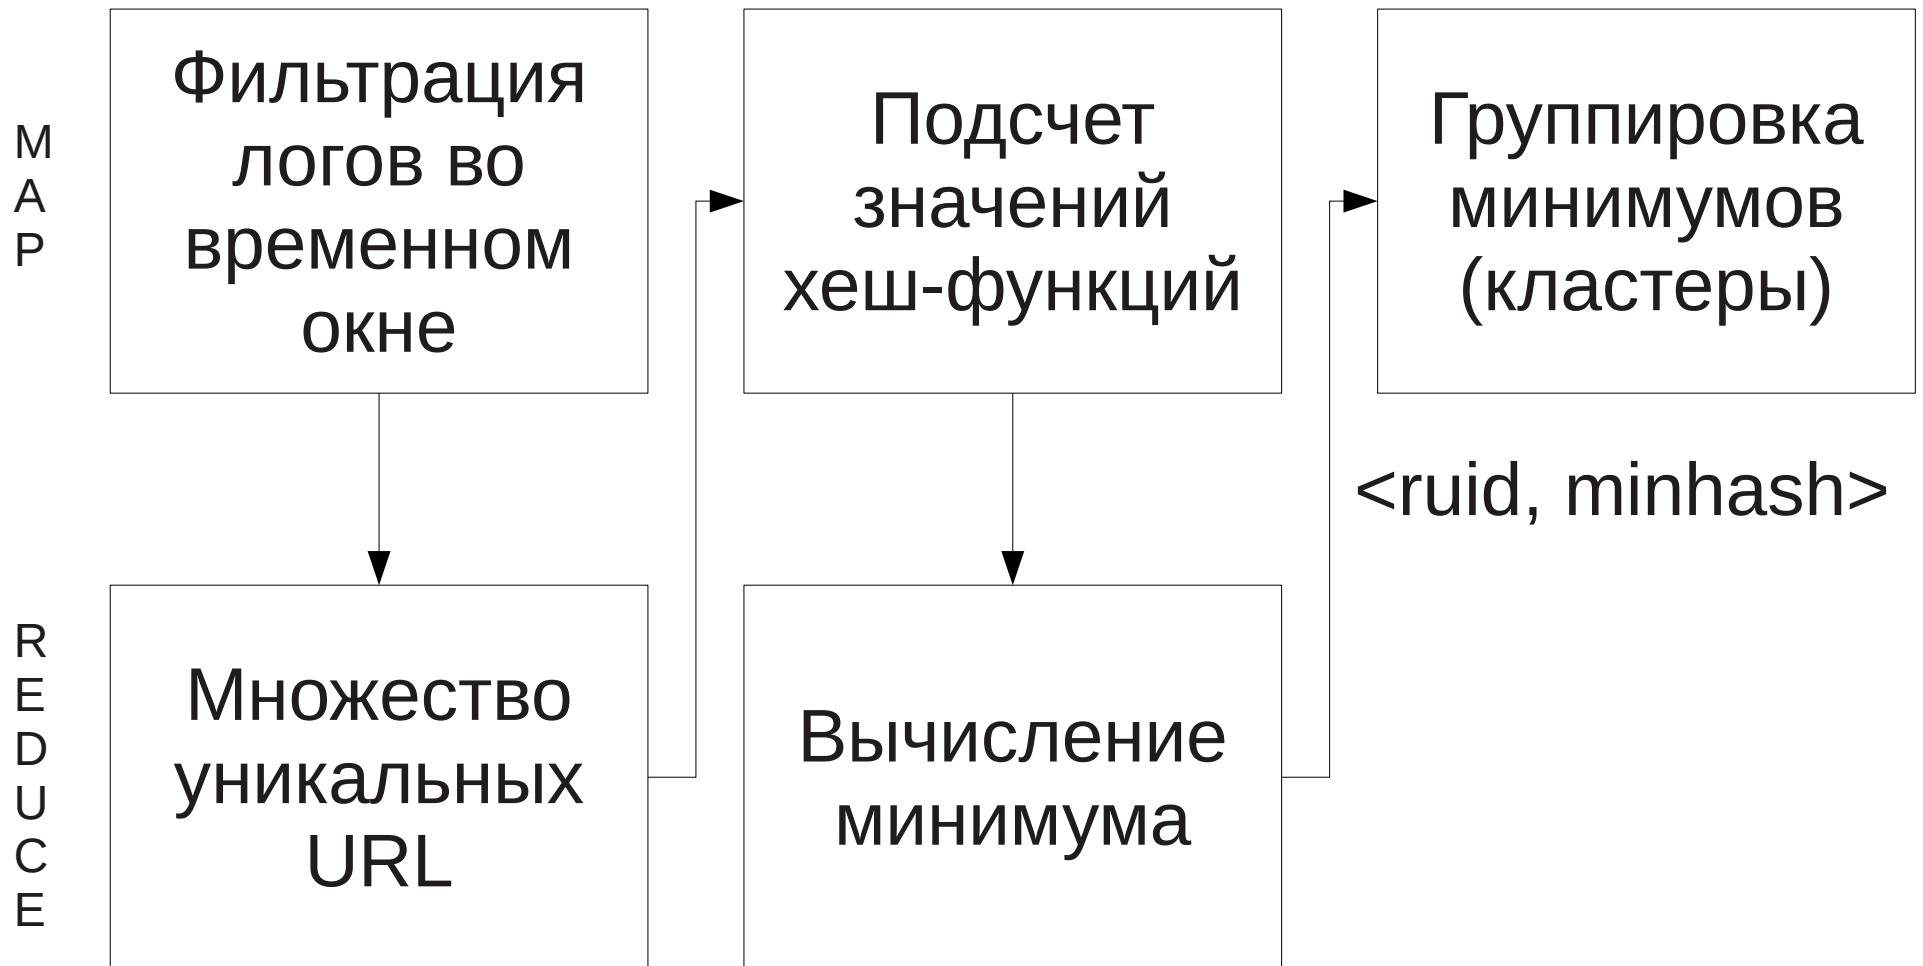 M
A
P
Фильтрация
логов во
временном
окне
Подсчет
значений
хеш-функций
Группировка
минимумов
(кластеры)
<ruid, minhash>
R
E
D
U
C
E
Множество
уникальных
URL
Вычисление
минимума